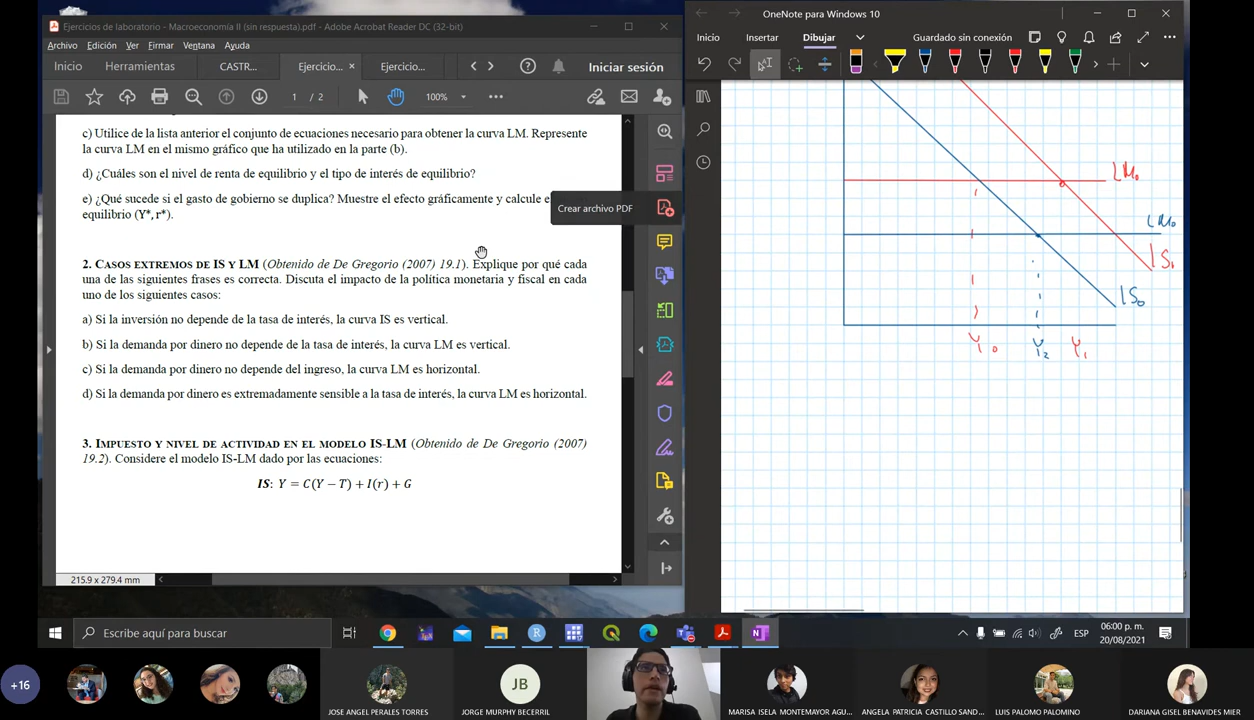 Ejercicios de laboratorio - Macroeconomía II (sin respuesta).pdf - Adobe Acrobat Reader DC (32-bit)
Archivo Edición Ver Firmar Ventana Ayuda
Inicio Herramientas CASTR... Ejercicio... × Ejercicio... Iniciar sesión
1 / 2 100%
c) Utilice de la lista anterior el conjunto de ecuaciones necesario para obtener la curva LM. Represente
la curva LM en el mismo gráfico que ha utilizado en la parte (b).
d) ¿Cuáles son el nivel de renta de equilibrio y el tipo de interés de equilibrio?
e) ¿Qué sucede si el gasto de gobierno se duplica? Muestre el efecto gráficamente y calcule e
equilibrio (Y*, r*).
Crear archivo PDF
2. CASOS EXTREMOS DE IS Y LM (Obtenido de De Gregorio (2007) 19.1). Explique por qué cada
una de las siguientes frases es correcta. Discuta el impacto de la política monetaria y fiscal en cada
uno de los siguientes casos:
a) Si la inversión no depende de la tasa de interés, la curva IS es vertical.
b) Si la demanda por dinero no depende de la tasa de interés, la curva LM es vertical.
c) Si la demanda por dinero no depende del ingreso, la curva LM es horizontal.
d) Si la demanda por dinero es extremadamente sensible a la tasa de interés, la curva LM es horizontal.
3. IMPUESTO Y NIVEL DE ACTIVIDAD EN EL MODELO IS-LM (Obtenido de De Gregorio (2007)
19.2). Considere el modelo IS-LM dado por las ecuaciones:
IS: Y = C(Y − T) + I(r) + G
215.9 x 279.4 mm
OneNote para Windows 10
Inicio Insertar Dibujar Guardado sin conexión
LM₀
LM₀
IS₁
IS₀
Y₀ Y₂ Y₁
Escribe aquí para buscar
ESP
06:00 p. m.
20/08/2021
+16
JOSE ANGEL PERALES TORRES
JB
JORGE MURPHY BECERRIL
MARISA ISELA MONTEMAYOR AGU...
ANGELA PATRICIA CASTILLO SAND...
LUIS PALOMO PALOMINO
DARIANA GISEL BENAVIDES MIER